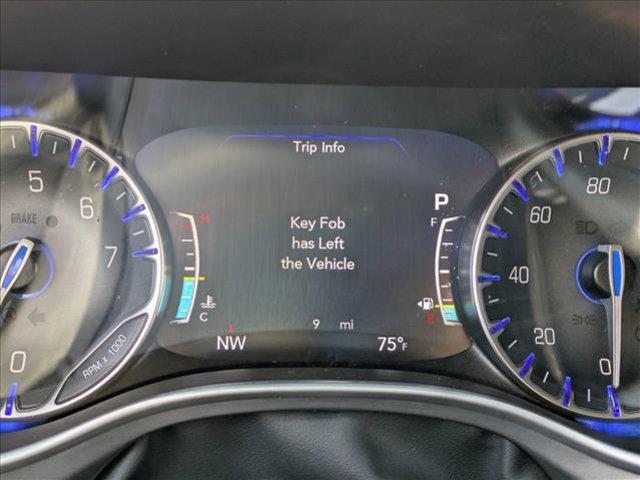 Trip Info
Key Fob
has Left
the Vehicle
P
F
E
H
C
9 mi
NW
75°F
BRAKE
5
6
7
0
RPM x 1000
80
60
40
20
0